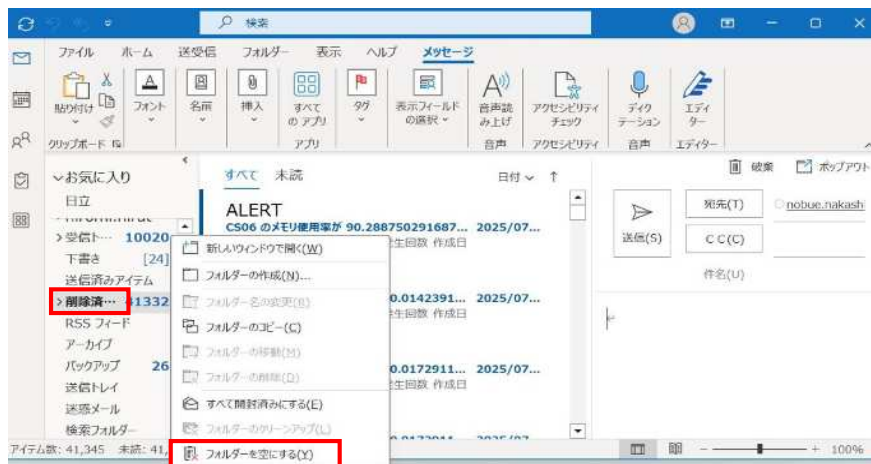 検索
ファイル ホーム 送受信 フォルダー 表示 ヘルプ メッセージ
貼り付け フォント 名前 挿入 すべて のアプリ タグ 表示フィールド の選択 音声読 み上げ アクセシビリティ チェック ディク テーション エディ ター
クリップボード アプリ 音声 アクセシビリティ 音声 エディター
破棄 ポップアウト
お気に入り
日立
受信ト… 10020
下書き [24]
送信済みアイテム
削除済… 41332
RSS フィード
アーカイブ
バックアップ 26
送信トレイ
迷惑メール
検索フォルダー
すべて 未読 日付
ALERT
CS06 のメモリ使用率が 90.288750291687... 2025/07...
生回数 作成日
0.0142391... 2025/07...
生回数 作成日
0.0172911... 2025/07...
生回数 作成日
新しいウィンドウで開く(W)
フォルダーの作成(N)...
フォルダー名の変更(R)
フォルダーのコピー(C)
フォルダーの移動(M)
フォルダーの削除(D)
すべて開封済みにする(E)
フォルダーのクリーンアップ(L)
フォルダーを空にする(Y)
送信(S)
宛先(T) nobue.nakash
CC(C)
件名(U)
アイテム数: 41,345 未読: 41,
100%